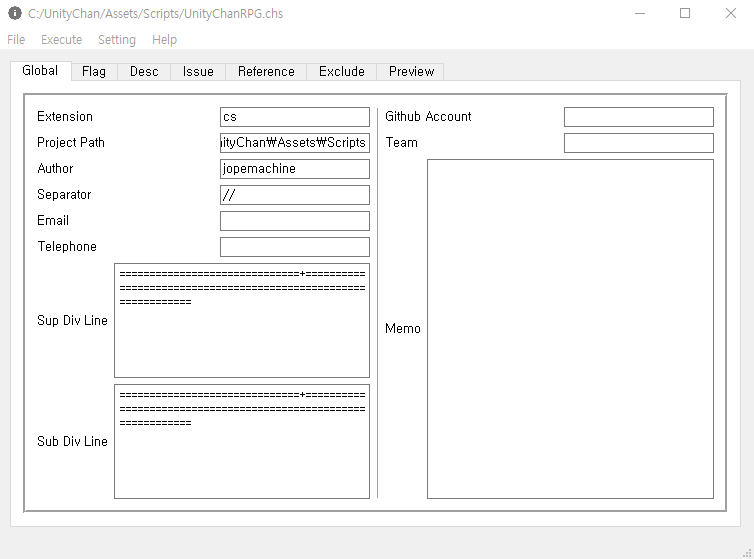 C:/UnityChan/Assets/Scripts/UnityChanRPG.chs
File Execute Setting Help
Global Flag Desc Issue Reference Exclude Preview
Extension cs
Project Path ityChan₩Assets₩Scripts
Author jopemachine
Separator //
Email
Telephone
Sup Div Line
==============================+==========
=========================================
============
Sub Div Line
==============================+==========
=========================================
============
Github Account
Team
Memo